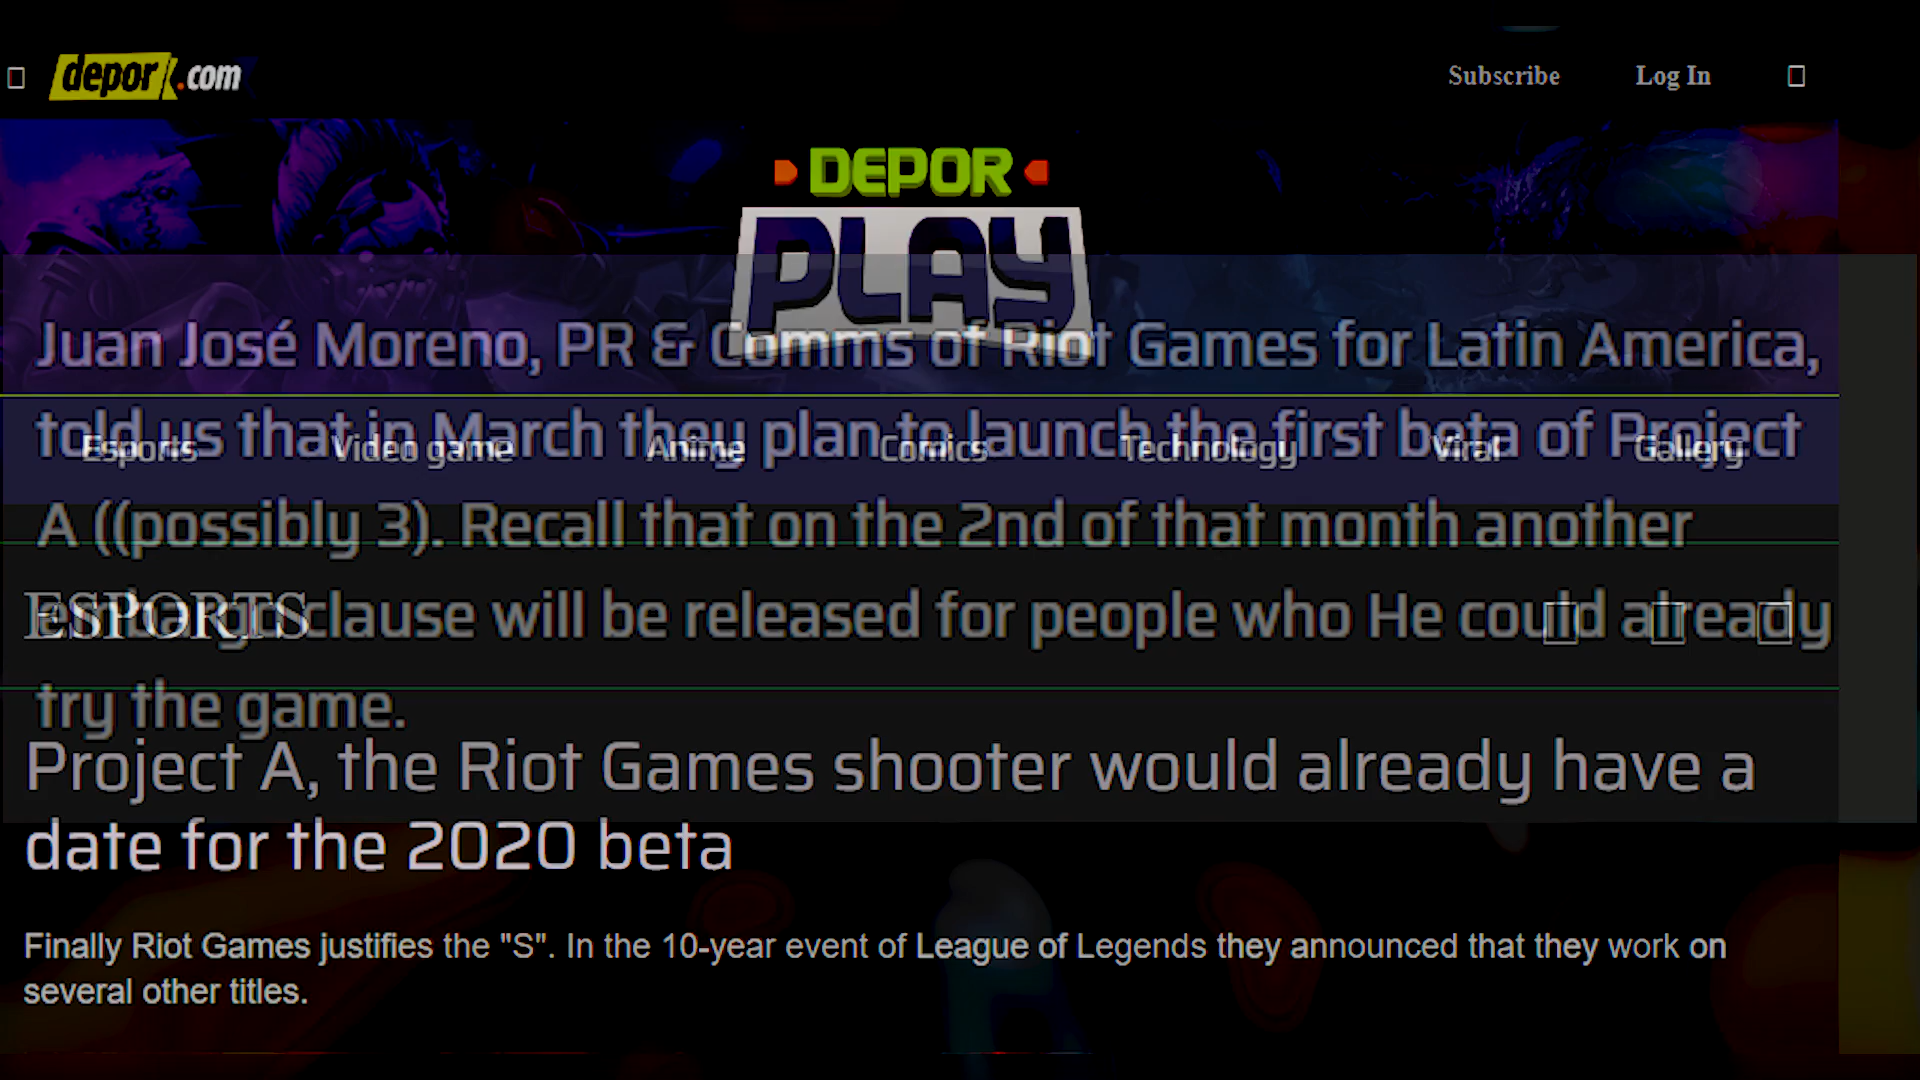 depor.com
Subscribe
Log In
DEPOR
PLAY
Juan José Moreno, PR & Comms of Riot Games for Latin America,
told us that in March they plan to launch the first beta of Project
Esports Video game Anime Comics Technology Viral Gallery
A ((possibly 3). Recall that on the 2nd of that month another
ESPORTS
clause will be released for people who He could already
try the game.
Project A, the Riot Games shooter would already have a
date for the 2020 beta
Finally Riot Games justifies the "S". In the 10-year event of League of Legends they announced that they work on
several other titles.